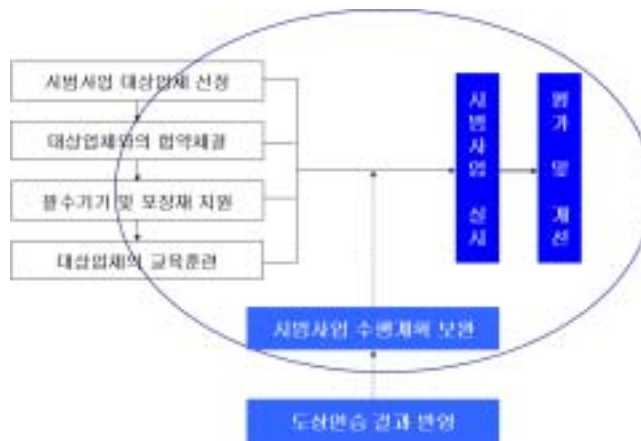 시범사업 대상업체 선정
대상업체와의 협약체결
필수기기 및 포장재 지원
대상업체의 교육훈련
시범사업 실시
평가 및 개선
시범사업 수행계획 보완
도상연습 결과 반영